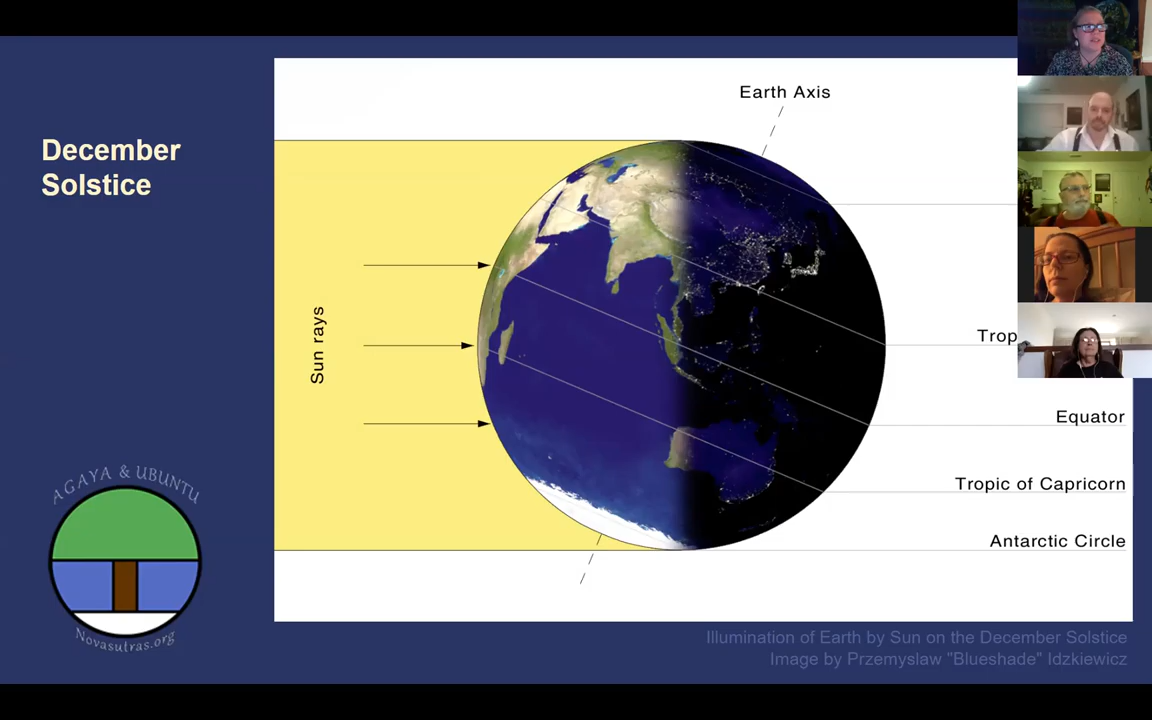 December
Solstice
Earth Axis
Sun rays
Trop
Equator
Tropic of Capricorn
Antarctic Circle
AGAYA & UBUNTU
Novasutras.org
Illumination of Earth by Sun on the December Solstice
Image by Przemyslaw "Blueshade" Idzkiewicz